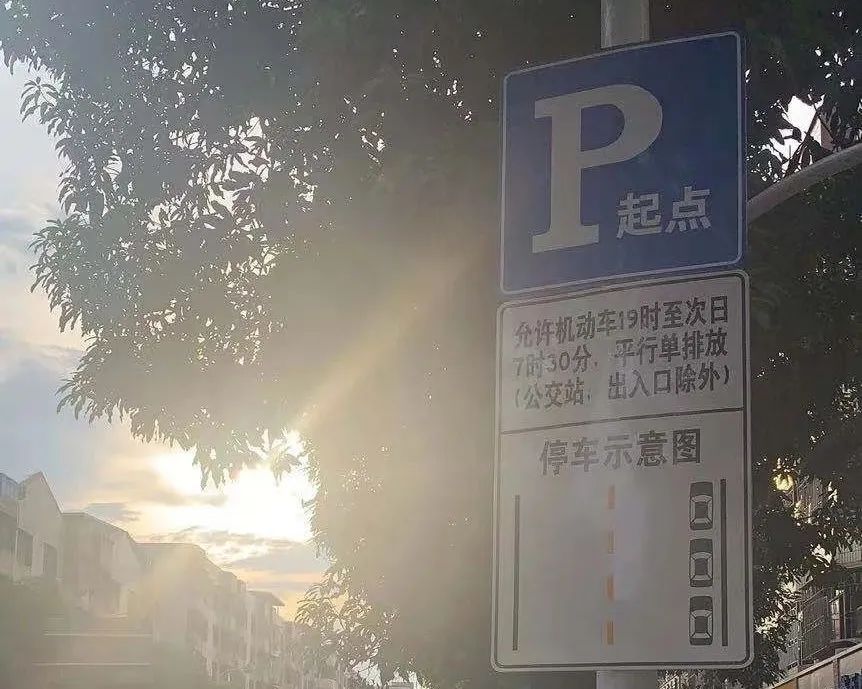 P
起点
允许机动车19时至次日
7时30分，平行单排放
(公交站，出入口除外)
停车示意图